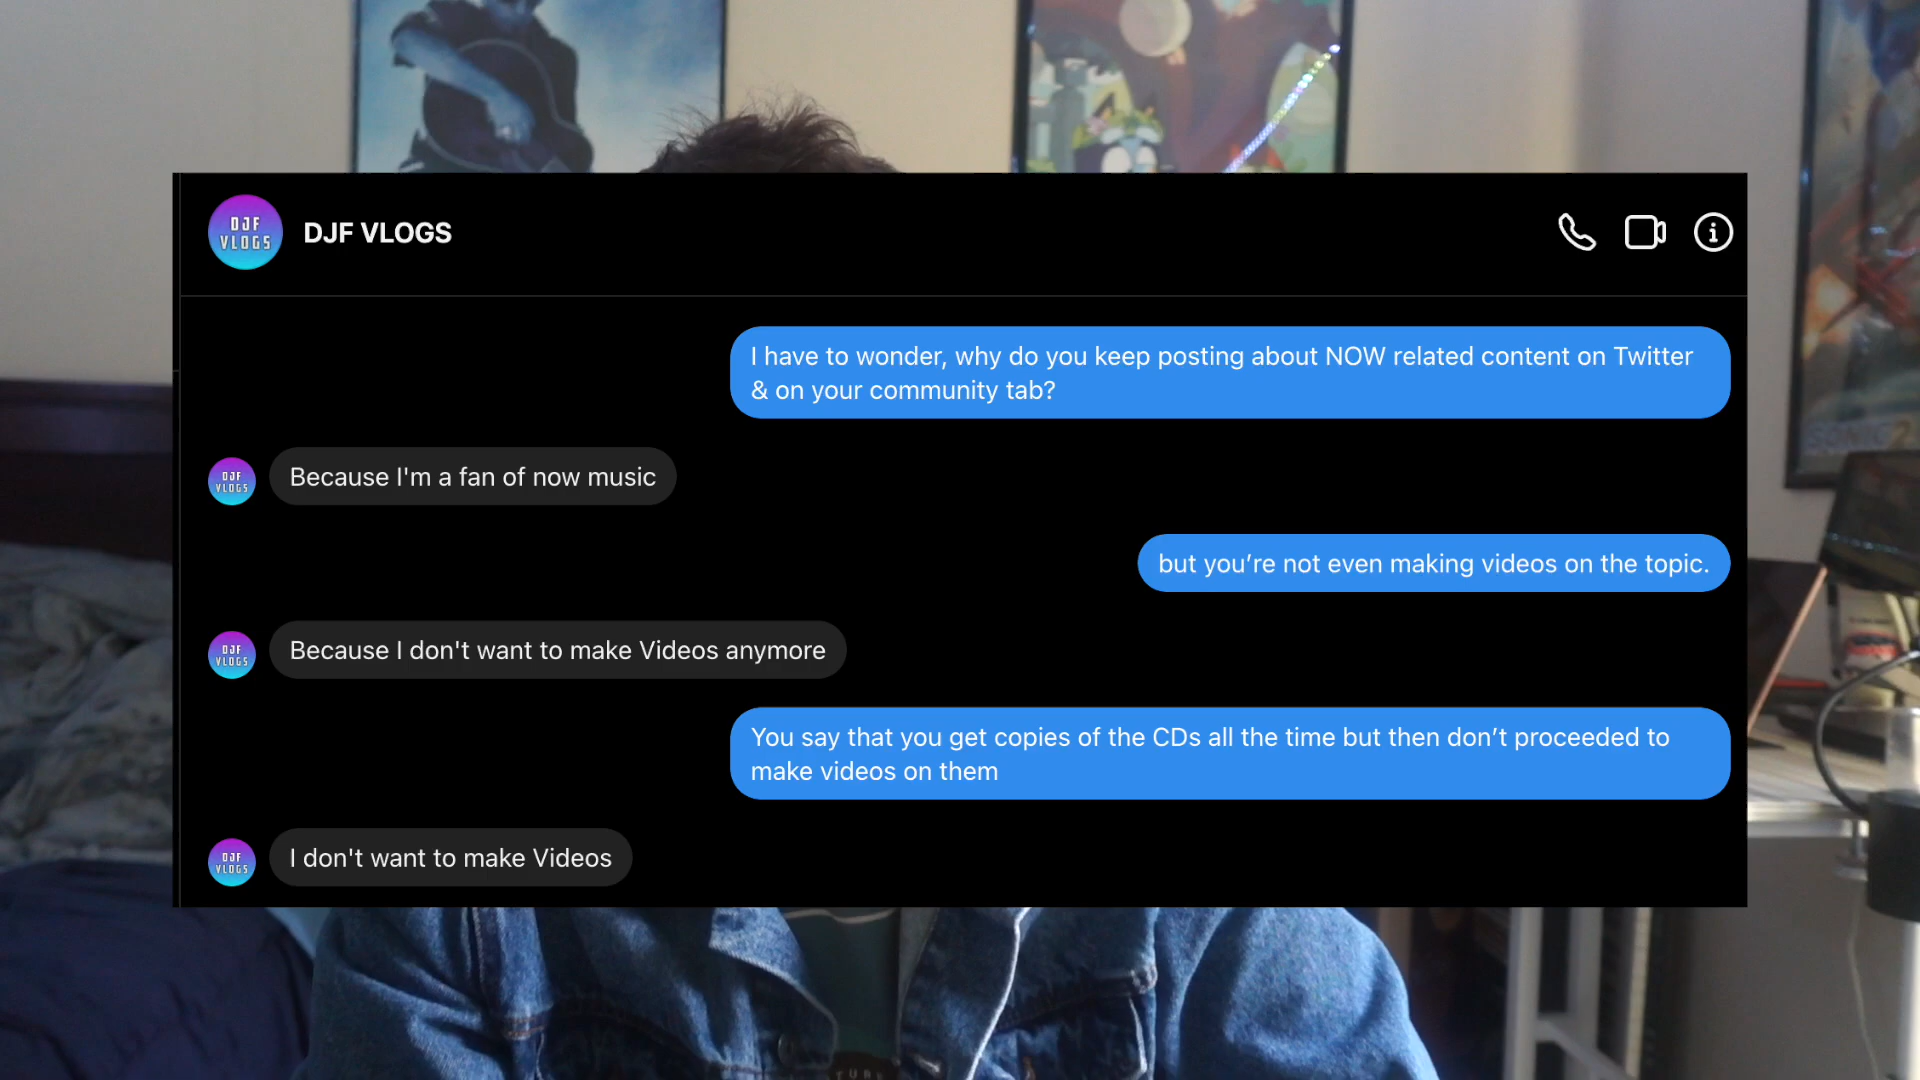 DJF
VLOGS
DJF VLOGS
I have to wonder, why do you keep posting about NOW related content on Twitter
& on your community tab?
DJF
VLOGS
Because I'm a fan of now music
but you’re not even making videos on the topic.
DJF
VLOGS
Because I don't want to make Videos anymore
You say that you get copies of the CDs all the time but then don’t proceeded to
make videos on them
DJF
VLOGS
I don't want to make Videos
SONIC 2